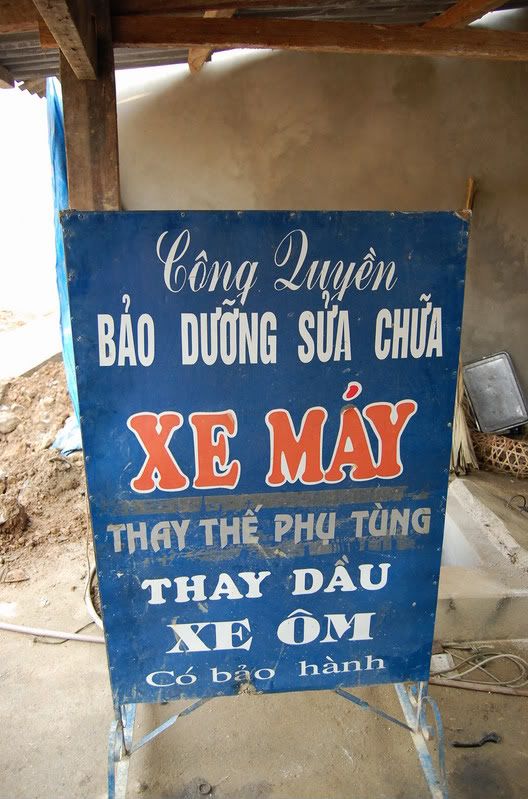 Công Quyền
BẢO DƯỠNG SỬA CHỮA
XE MÁY
THAY THẾ PHỤ TÙNG
THAY DẦU
XE ÔM
Có bảo hành